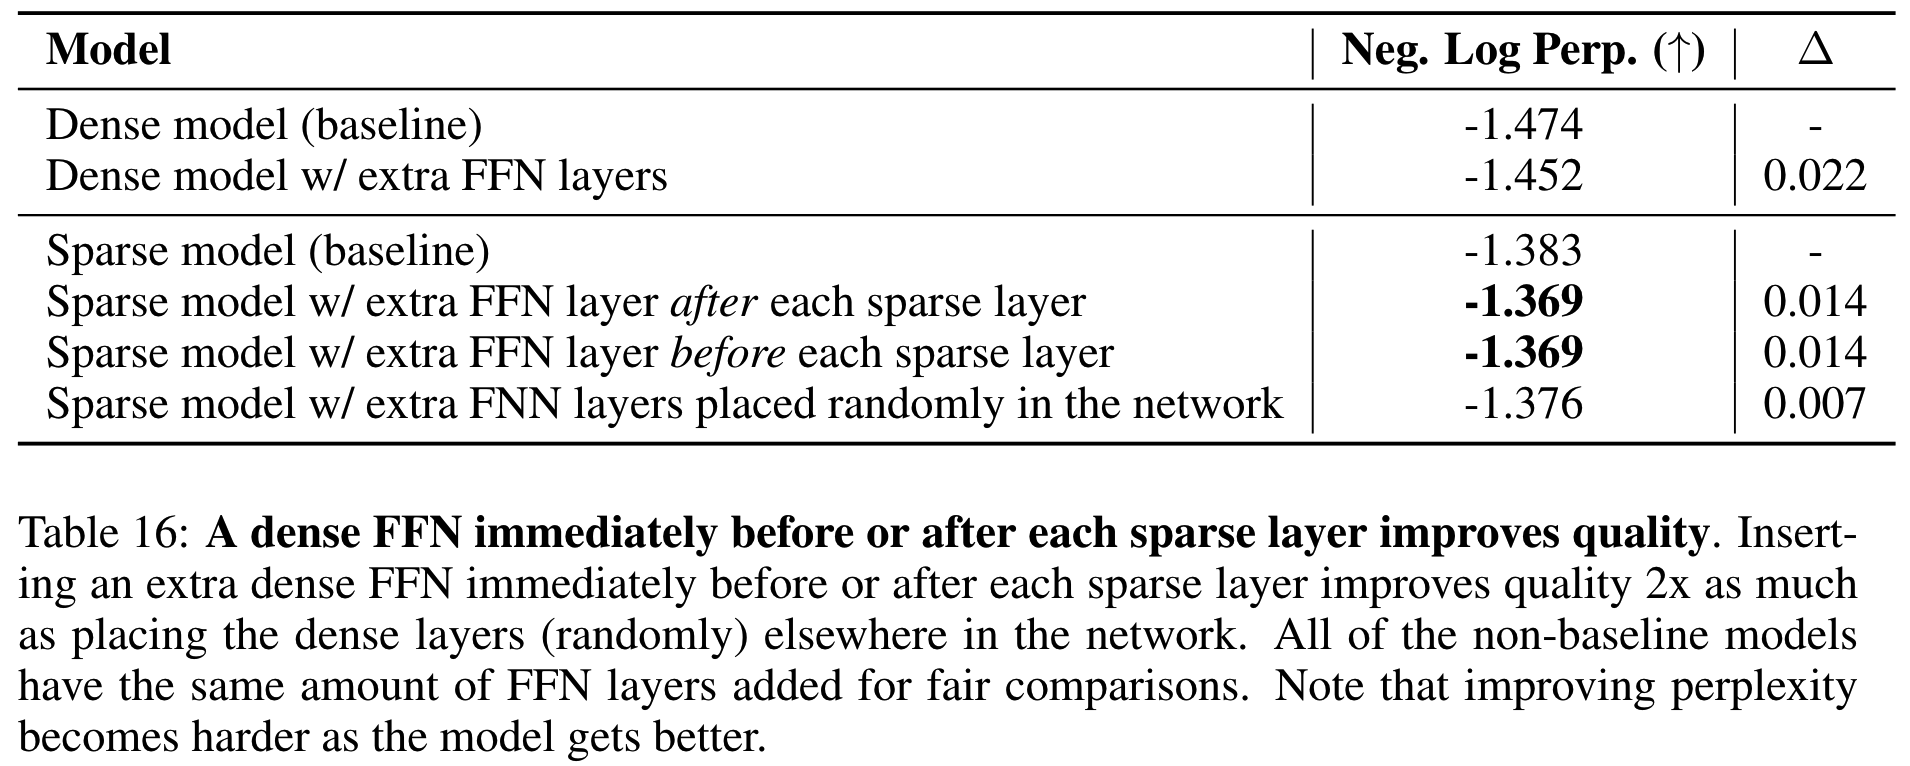 Model Neg. Log Perp. (↑) Δ
Dense model (baseline) -1.474 -
Dense model w/ extra FFN layers -1.452 0.022
Sparse model (baseline) -1.383 -
Sparse model w/ extra FFN layer after each sparse layer -1.369 0.014
Sparse model w/ extra FFN layer before each sparse layer -1.369 0.014
Sparse model w/ extra FNN layers placed randomly in the network -1.376 0.007
Table 16: A dense FFN immediately before or after each sparse layer improves quality. Insert-
ing an extra dense FFN immediately before or after each sparse layer improves quality 2x as much
as placing the dense layers (randomly) elsewhere in the network. All of the non-baseline models
have the same amount of FFN layers added for fair comparisons. Note that improving perplexity
becomes harder as the model gets better.